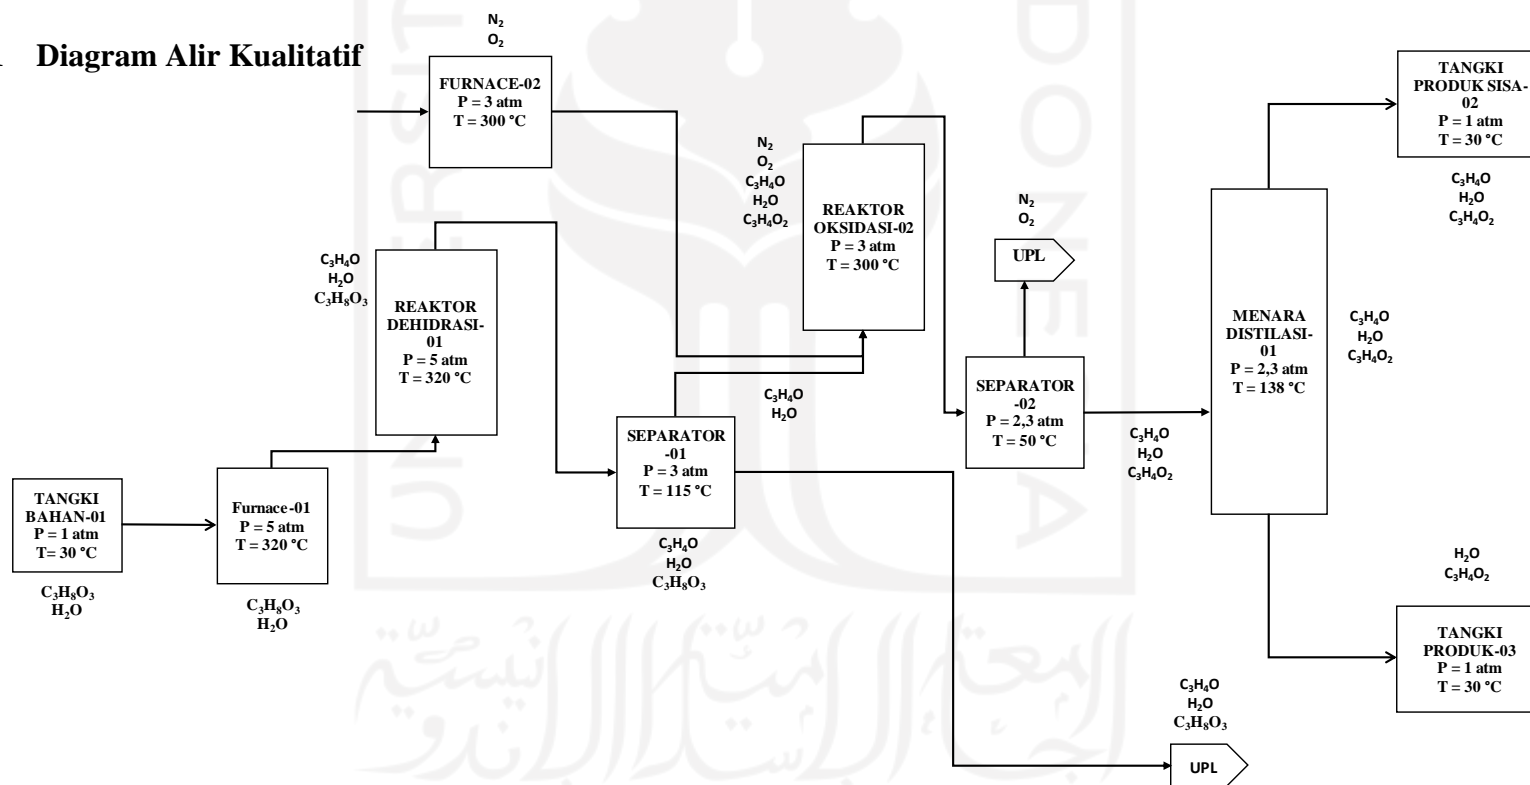 Diagram Alir Kualitatif
N₂
O₂
FURNACE-02
P = 3 atm
T = 300 °C
TANGKI
PRODUK SISA-
02
P = 1 atm
T = 30 °C
C₃H₄O
H₂O
C₃H₄O₂
N₂
O₂
C₃H₄O
H₂O
C₃H₄O₂
REAKTOR
OKSIDASI-02
P = 3 atm
T = 300 °C
N₂
O₂
UPL
C₃H₄O
H₂O
C₃H₈O₃
REAKTOR
DEHIDRASI-
01
P = 5 atm
T = 320 °C
MENARA
DISTILASI-
01
P = 2,3 atm
T = 138 °C
C₃H₄O
H₂O
C₃H₄O₂
C₃H₄O
H₂O
SEPARATOR
-02
P = 2,3 atm
T = 50 °C
C₃H₄O
H₂O
C₃H₄O₂
SEPARATOR
-01
P = 3 atm
T = 115 °C
C₃H₄O
H₂O
C₃H₈O₃
TANGKI
BAHAN-01
P = 1 atm
T= 30 °C
C₃H₈O₃
H₂O
Furnace-01
P = 5 atm
T = 320 °C
C₃H₈O₃
H₂O
H₂O
C₃H₄O₂
TANGKI
PRODUK-03
P = 1 atm
T = 30 °C
C₃H₄O
H₂O
C₃H₈O₃
UPL